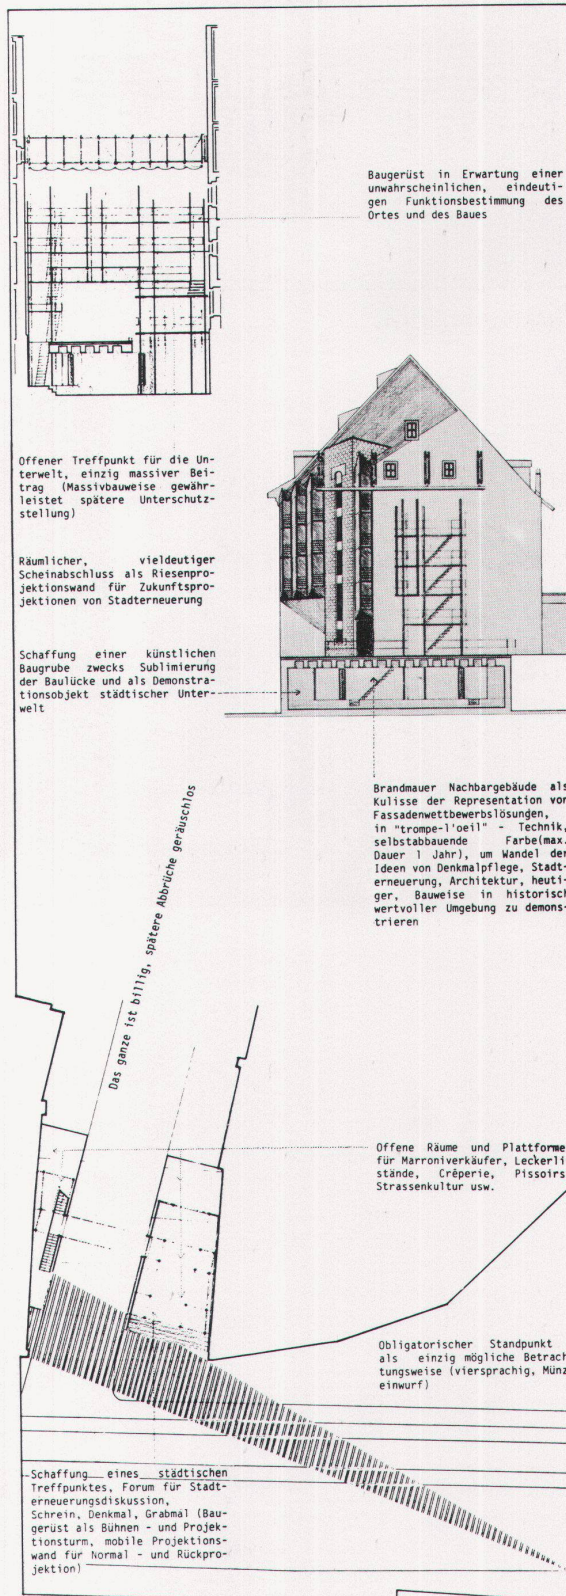 Baugerüst in Erwartung einer
unwahrscheinlichen, eindeuti-
gen Funktionsbestimmung des
Ortes und des Baues
Offener Treffpunkt für die Un-
terwelt, einzig massiver Bei-
trag (Massivbauweise gewähr-
leistet spätere Unterschutz-
stellung)
Räumlicher, vieldeutiger
Scheinabschluss als Riesenpro-
jektionswand für Zukunftspro-
jektionen von Stadterneuerung
Schaffung einer künstlichen
Baugrube zwecks Sublimierung
der Baulücke und als Demonstra-
tionsobjekt städtischer Unter-
welt
Brandmauer Nachbargebäude als
Kulisse der Representation von
Fassadenwettbewerbslösungen,
in "trompe-l'oeil" - Technik,
selbstabbauende Farbe(max.
Dauer 1 Jahr), um Wandel der
Ideen von Denkmalpflege, Stadt-
erneuerung, Architektur, heuti-
ger, Bauweise in historisch
wertvoller Umgebung zu demons-
trieren
Das ganze ist billig, spätere Abbrüche geräuschlos
Offene Räume und Plattforme
für Marroniverkäufer, Leckerli
stände, Crêperie, Pissoirs
Strassenkultur usw.
Obligatorischer Standpunkt
als einzig mögliche Betrach
tungsweise (viersprachig, Münz
einwurf)
Schaffung eines städtischen
Treffpunktes, Forum für Stadt-
erneuerungsdiskussion,
Schrein, Denkmal, Grabmal (Bau-
gerüst als Bühnen - und Projek-
tionsturm, mobile Projektions-
wand für Normal - und Rückpro-
jektion)